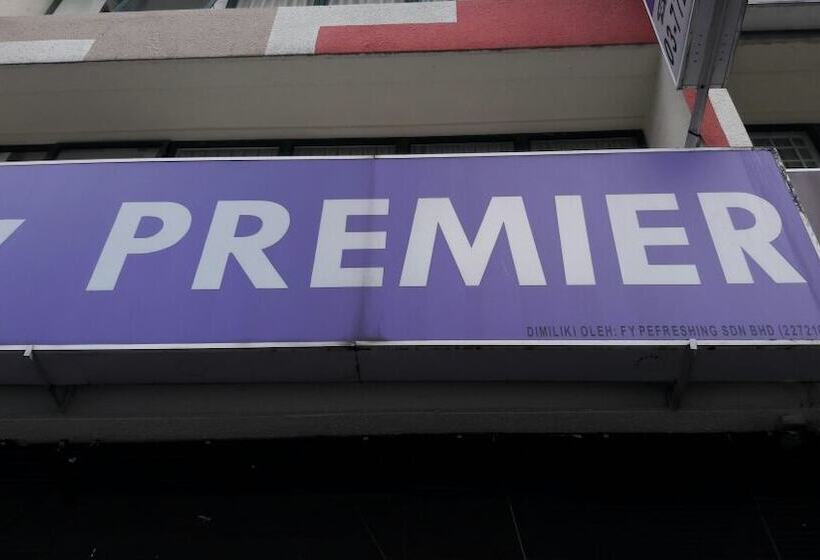 PREMIER
DIMILIKI OLEH: FY PEFRESHING SDN BHD